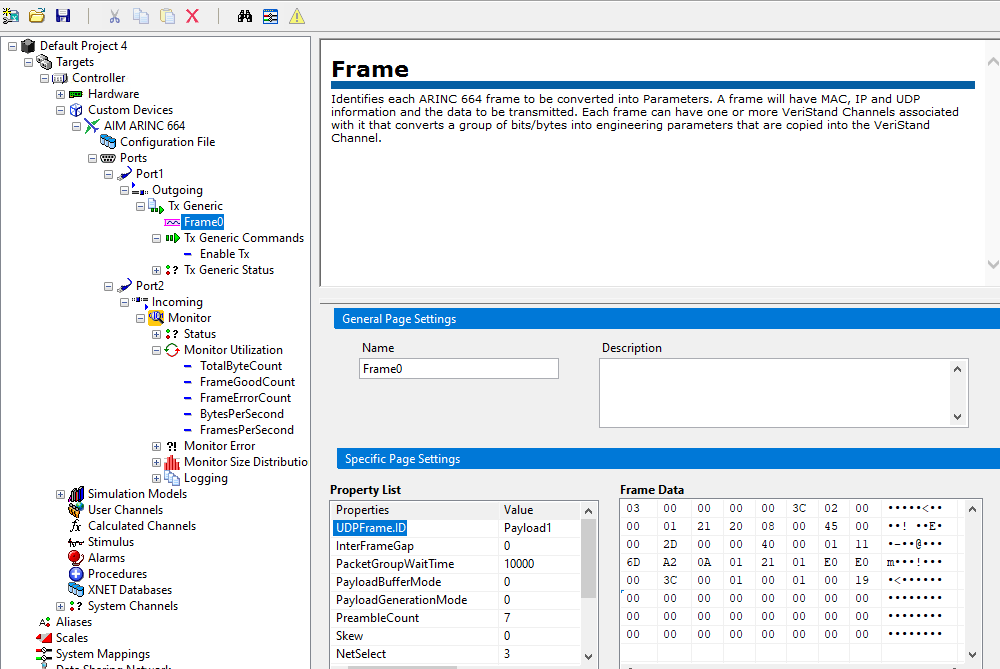 Default Project 4
Targets
Controller
Hardware
Custom Devices
AIM ARINC 664
Configuration File
Ports
Port1
Outgoing
Tx Generic
Frame0
Tx Generic Commands
Enable Tx
Tx Generic Status
Port2
Incoming
Monitor
Status
Monitor Utilization
TotalByteCount
FrameGoodCount
FrameErrorCount
BytesPerSecond
FramesPerSecond
Monitor Error
Monitor Size Distributio
Logging
Simulation Models
User Channels
Calculated Channels
Stimulus
Alarms
Procedures
XNET Databases
System Channels
Aliases
Scales
System Mappings
Data Sharing Network
Frame
Identifies each ARINC 664 frame to be converted into Parameters. A frame will have MAC, IP and UDP
information and the data to be transmitted. Each frame can have one or more VeriStand Channels associated
with it that converts a group of bits/bytes into engineering parameters that are copied into the VeriStand
Channel.
General Page Settings
Name
Frame0
Description
Specific Page Settings
Property List
Properties Value
UDPFrame.ID Payload1
InterFrameGap 0
PacketGroupWaitTime 10000
PayloadBufferMode 0
PayloadGenerationMode 0
PreambleCount 7
Skew 0
NetSelect 3
Frame Data
03 00 00 00 00 3C 02 00 •••••<••
00 01 21 20 08 00 45 00 ••! ••E•
00 2D 00 00 40 00 01 11 •-••@•••
6D A2 0A 01 21 01 E0 E0 m•••!•••
00 3C 00 01 00 01 00 19 •<••••••
00 00 00 00 00 00 00 00 ••••••••
00 00 00 00 00 00 00 00 ••••••••
00 00 00 00 00 00 00 00 ••••••••